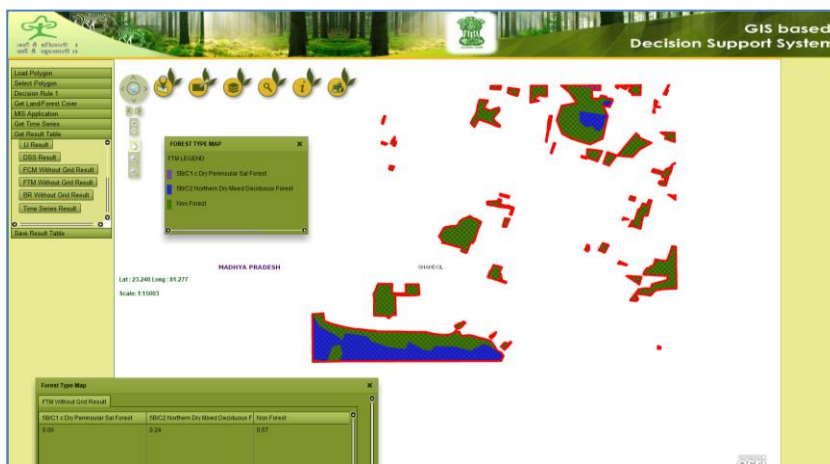 GIS based
Decision Support System
Load Polygon
Select Polygon
Decision Rule 1
Get Land/Forest Cover
MIS Application
Get Time Series
Get Result Table
LI Result
DSS Result
FCM Without Grid Result
FTM Without Grid Result
BR Without Grid Result
Time Series Result
Save Result Table
FOREST TYPE MAP
FTM LEGEND
5B/C1 c Dry Peninsular Sal Forest
5B/C2 Northern Dry Mixed Deciduous Forest
Non Forest
MADHYA PRADESH
SHAHDOL
Lat : 23.240 Long : 81.277
Scale: 1:15003
Forest Type Map
FTM Without Grid Result
5B/C1 c Dry Peninsular Sal Forest 5B/C2 Northern Dry Mixed Deciduous F Non Forest
0.00 0.24 0.57